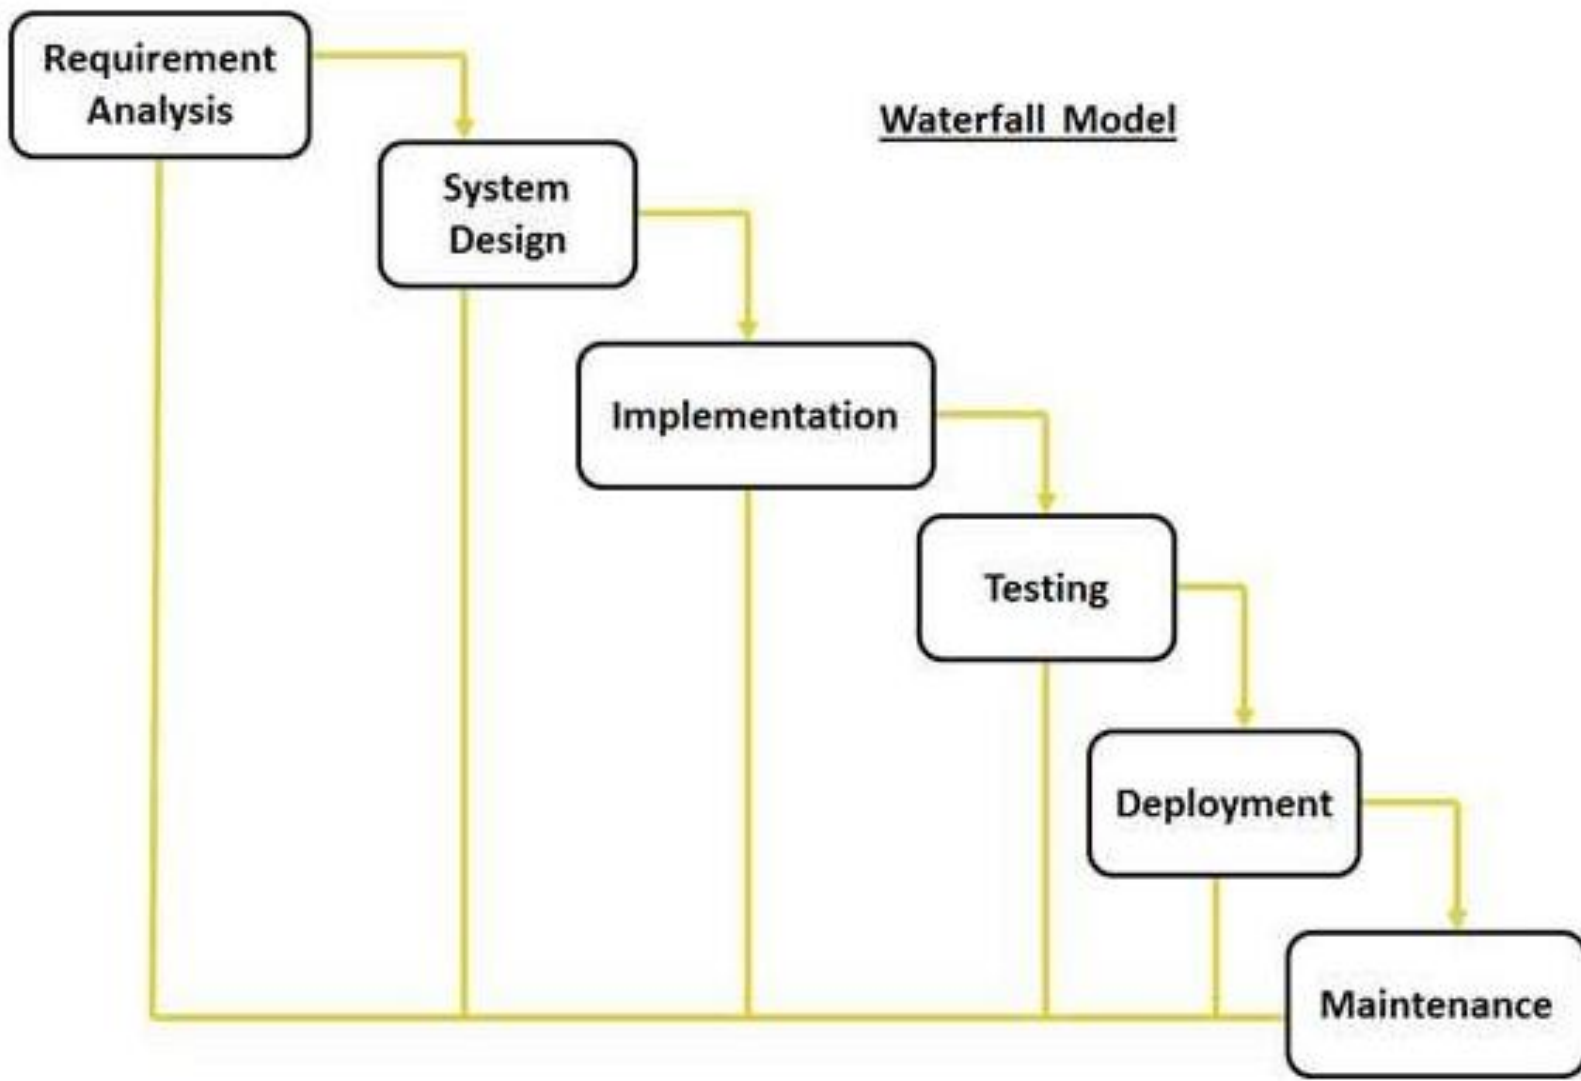 Requirement
Analysis
Waterfall Model
System
Design
Implementation
Testing
Deployment
Maintenance